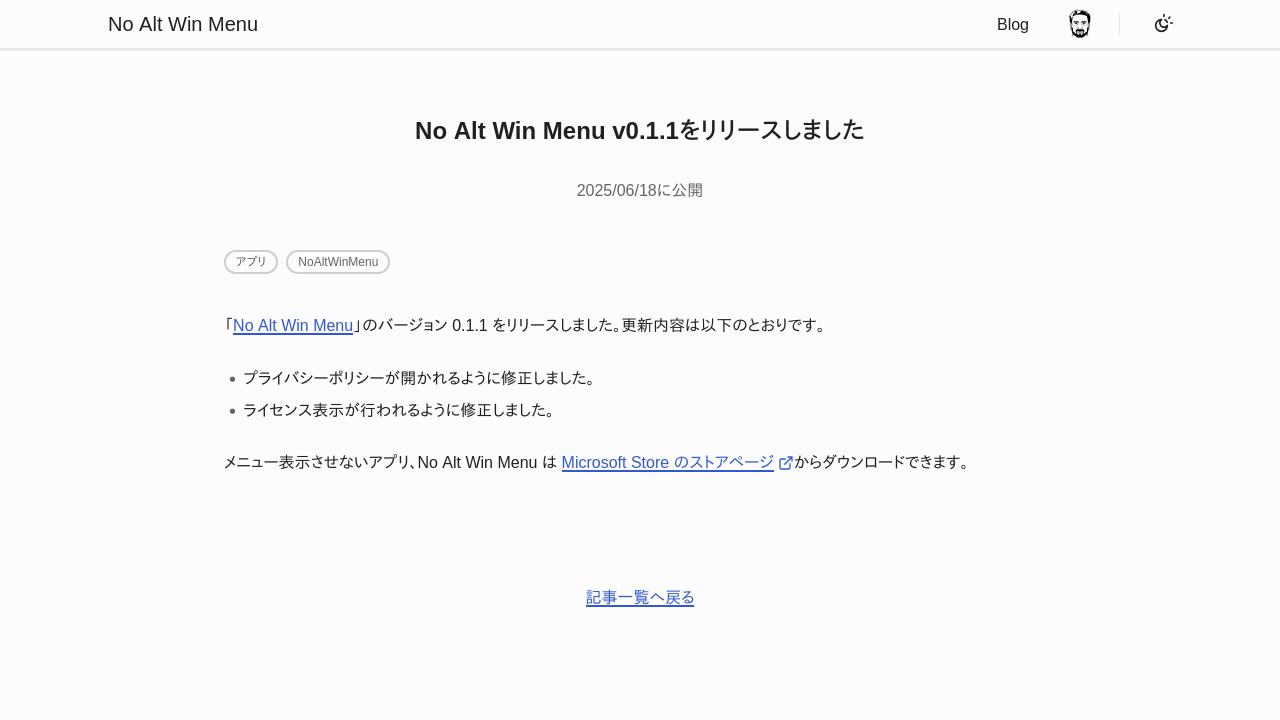 No Alt Win Menu
Blog
No Alt Win Menu v0.1.1をリリースしました
2025/06/18に公開
アプリ
NoAltWinMenu
「No Alt Win Menu」のバージョン 0.1.1 をリリースしました。更新内容は以下のとおりです。
• プライバシーポリシーが開かれるように修正しました。
• ライセンス表示が行われるように修正しました。
メニュー表示させないアプリ、No Alt Win Menu は Microsoft Store のストアページからダウンロードできます。
記事一覧へ戻る